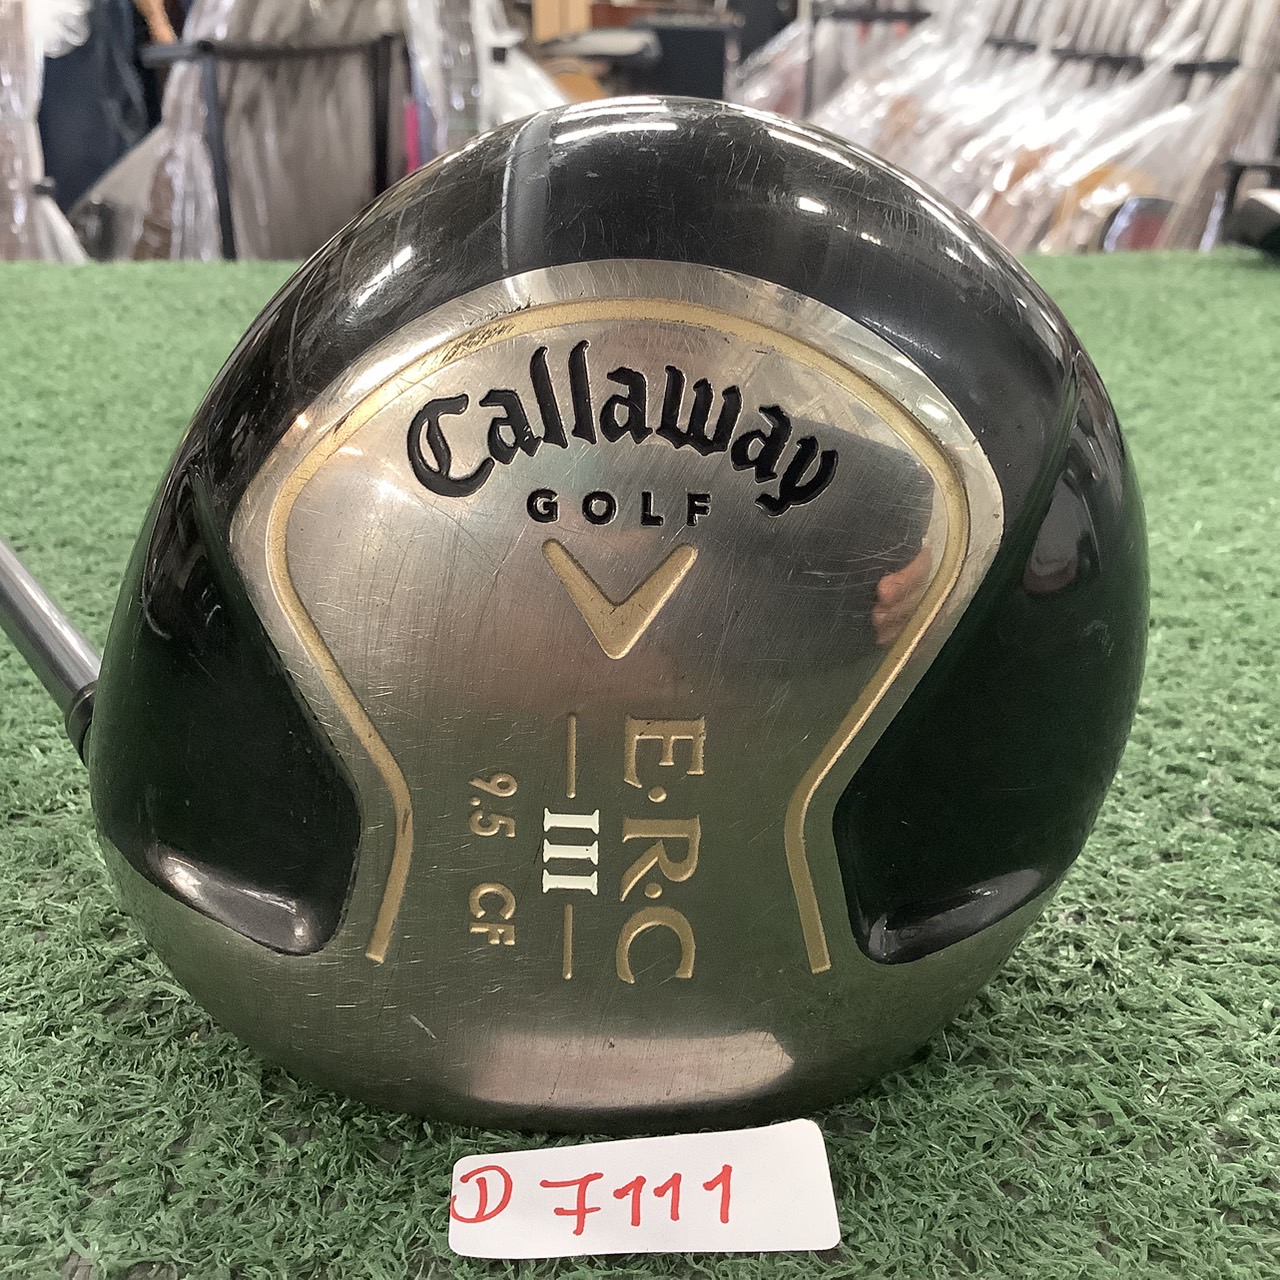 Callaway
GOLF
E·R·C
III
9.5 CF
D 7111